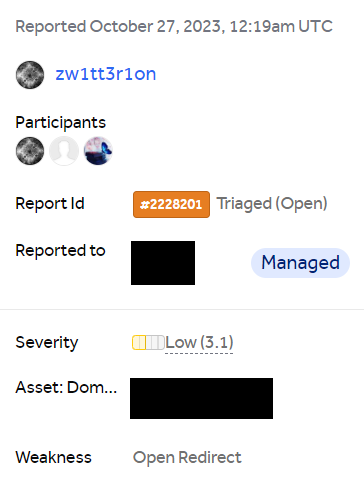 Reported October 27, 2023, 12:19am UTC
zw1tt3r1on
Participants
Report Id #2228201 Triaged (Open)
Reported to Managed
Severity Low (3.1)
Asset: Dom...
Weakness Open Redirect